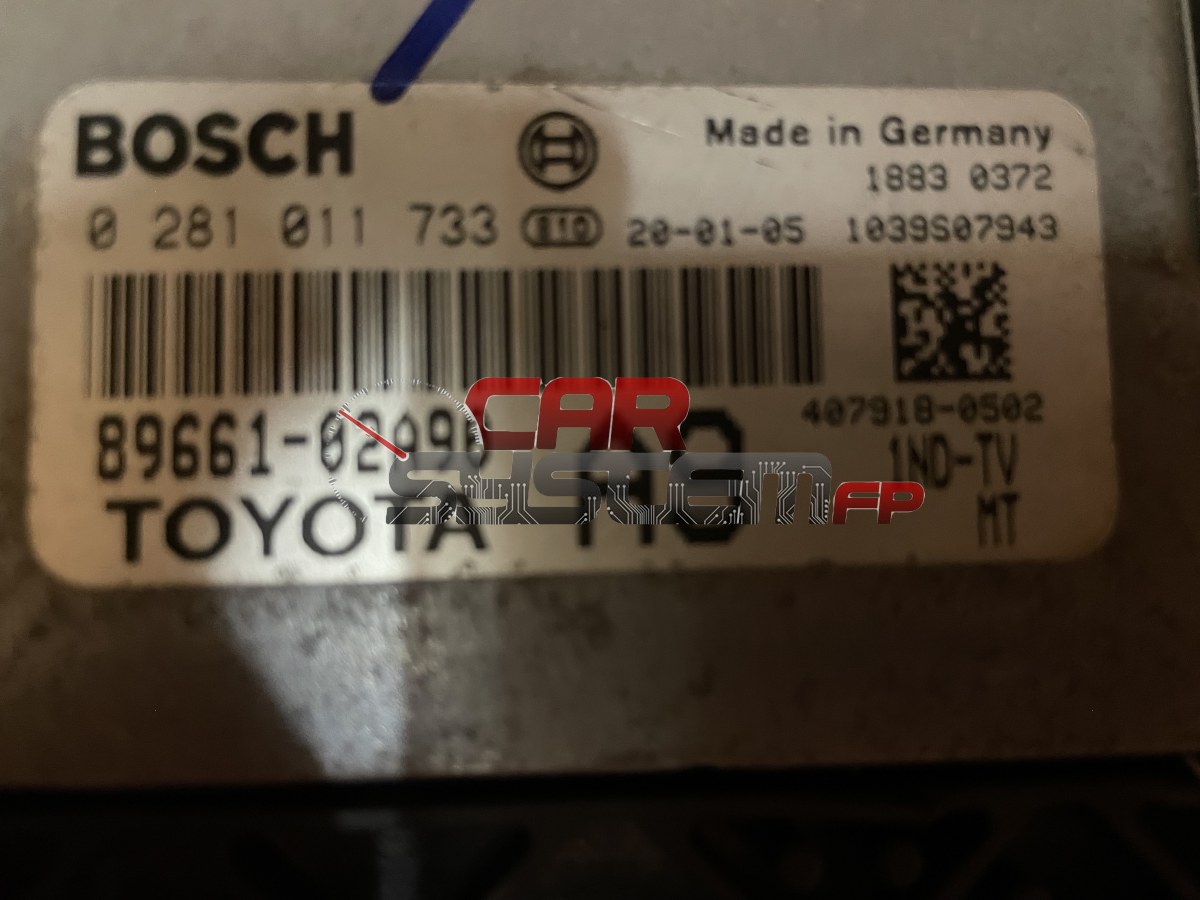 BOSCH
Made in Germany
1883 0372
0 281 011 733
20-01-05
1039S07943
407918-0502
1ND-TV
TOYOTA
MT
CAR
SYSTEM FP